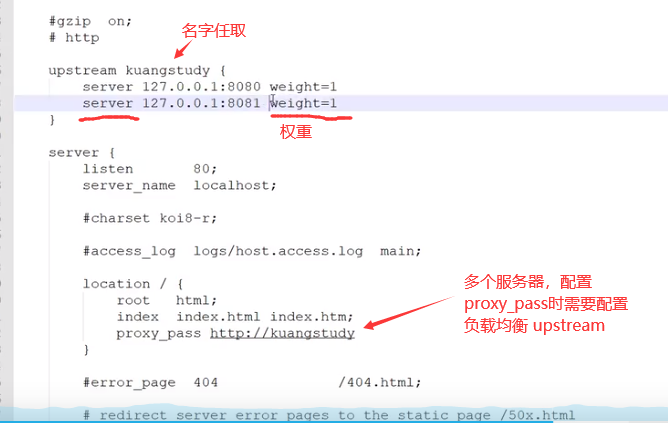 #gzip  on;
# http
名字任取
upstream kuangstudy {
server 127.0.0.1:8080 weight=1
server 127.0.0.1:8081 weight=1
}
权重
server {
listen       80;
server_name  localhost;
#charset koi8-r;
#access_log  logs/host.access.log  main;
location / {
root   html;
index  index.html index.htm;
proxy_pass http://kuangstudy
}
多个服务器，配置
proxy_pass时需要配置
负载均衡 upstream
#error_page  404              /404.html;
# redirect server error pages to the static page /50x.html